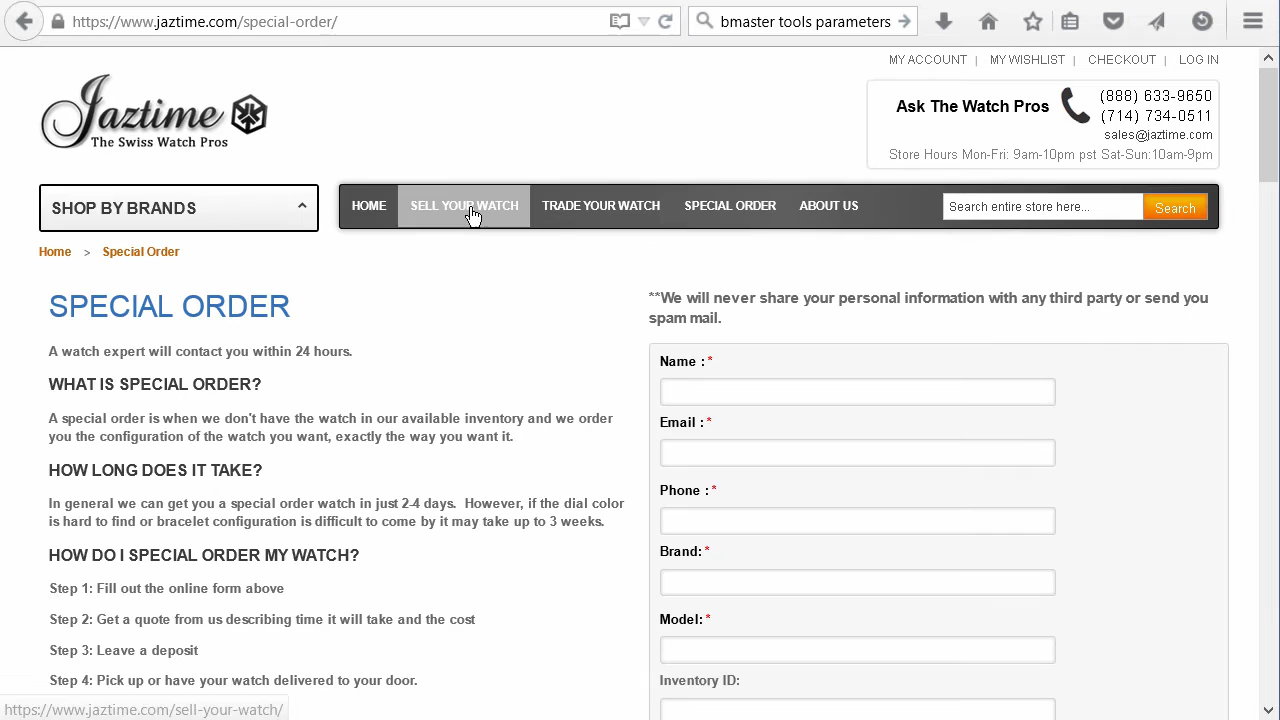 https://www.jaztime.com/special-order/
bmaster tools parameters
MY ACCOUNT | MY WISHLIST | CHECKOUT | LOG IN
Jaztime
The Swiss Watch Pros
Ask The Watch Pros
(888) 633-9650
(714) 734-0511
sales@jaztime.com
Store Hours Mon-Fri: 9am-10pm pst Sat-Sun:10am-9pm
SHOP BY BRANDS
HOME SELL YOUR WATCH TRADE YOUR WATCH SPECIAL ORDER ABOUT US
Search entire store here... Search
Home > Special Order
SPECIAL ORDER
A watch expert will contact you within 24 hours.
WHAT IS SPECIAL ORDER?
A special order is when we don't have the watch in our available inventory and we order
you the configuration of the watch you want, exactly the way you want it.
HOW LONG DOES IT TAKE?
In general we can get you a special order watch in just 2-4 days. However, if the dial color
is hard to find or bracelet configuration is difficult to come by it may take up to 3 weeks.
HOW DO I SPECIAL ORDER MY WATCH?
Step 1: Fill out the online form above
Step 2: Get a quote from us describing time it will take and the cost
Step 3: Leave a deposit
Step 4: Pick up or have your watch delivered to your door.
**We will never share your personal information with any third party or send you
spam mail.
Name : *
Email : *
Phone : *
Brand: *
Model: *
Inventory ID:
https://www.jaztime.com/sell-your-watch/